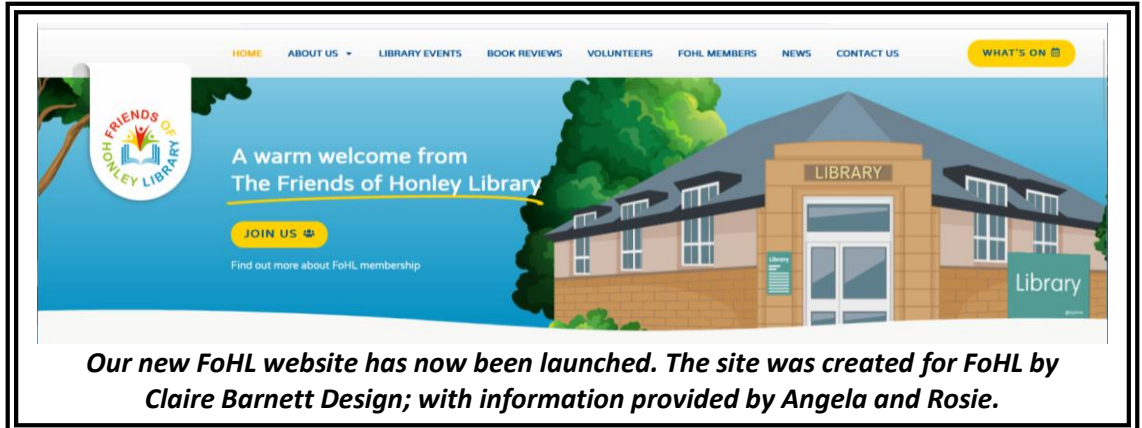 HOME ABOUT US LIBRARY EVENTS BOOK REVIEWS VOLUNTEERS FOHL MEMBERS NEWS CONTACT US WHAT'S ON
FRIENDS OF
HONLEY LIBRARY
A warm welcome from
The Friends of Honley Library
JOIN US
Find out more about FoHL membership
LIBRARY
Library
Library
Our new FoHL website has now been launched. The site was created for FoHL by
Claire Barnett Design; with information provided by Angela and Rosie.